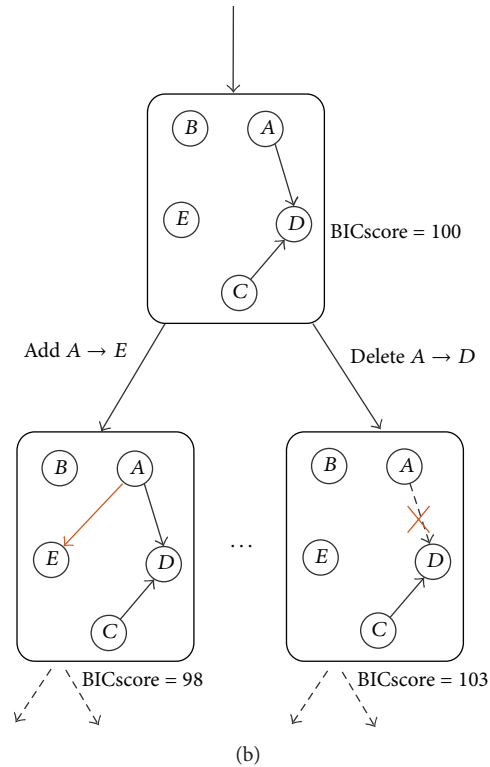 B A
E D
C
BICscore = 100
Add A → E
Delete A → D
B A
E D
C
BICscore = 98
...
B A
E D
C
BICscore = 103
(b)